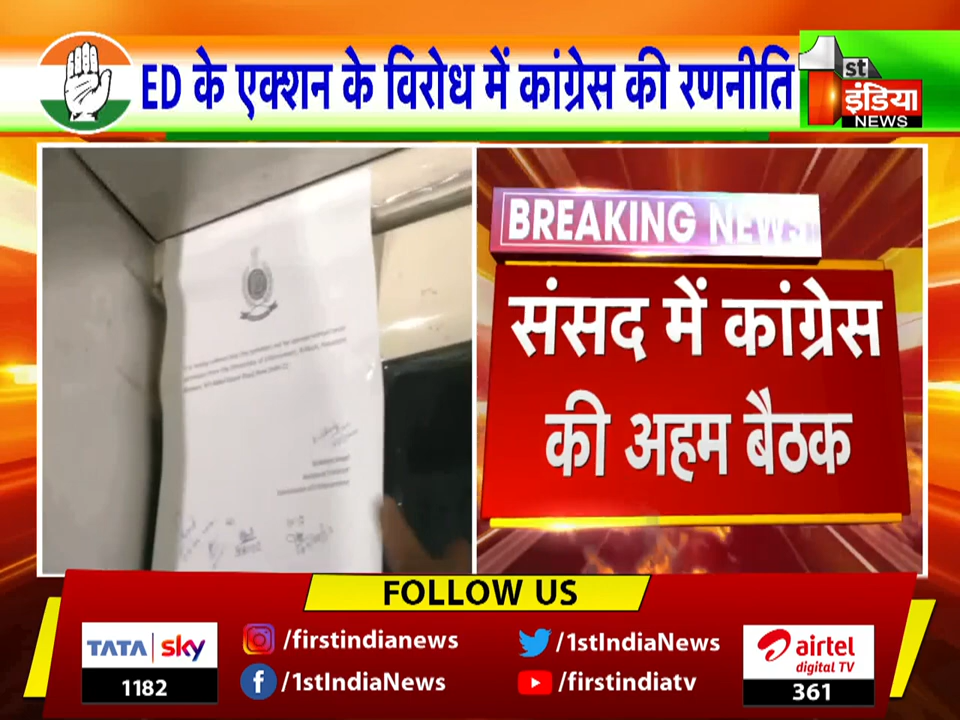 ED के एक्शन के विरोध में कांग्रेस की रणनीति
1st
इंडिया
NEWS
BREAKING NEWS
संसद में कांग्रेस
की अहम बैठक
FOLLOW US
TATA sky
1182
/firstindianews
/1stIndiaNews
/1stIndiaNews
/firstindiatv
airtel
digital TV
361